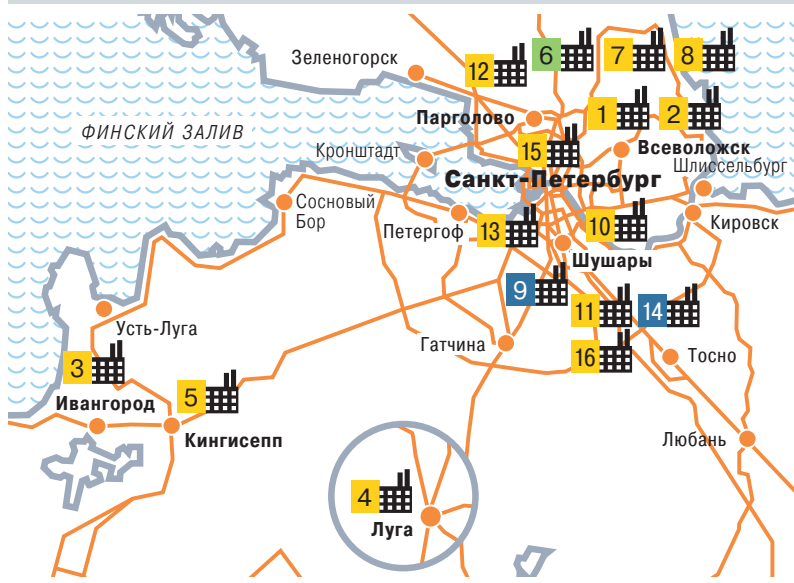 6
7
8
Зеленогорск
12
Парголово
1
2
ФИНСКИЙ ЗАЛИВ
Кронштадт
15
Всеволожск
Шлиссельбург
Санкт-Петербург
Сосновый
Бор
Петергоф
13
10
Кировск
Шушары
9
11
14
Усть-Луга
Гатчина
16
Тосно
3
5
Ивангород
Кингисепп
Любань
4
Луга